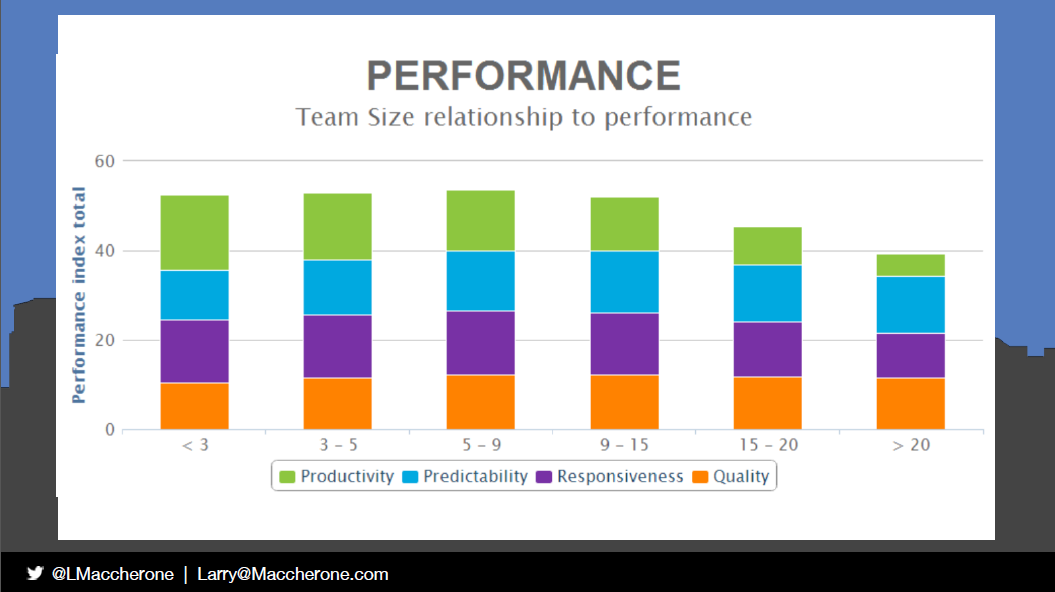 PERFORMANCE
Team Size relationship to performance
Performance index total
60
40
20
0
< 3
3 – 5
5 – 9
9 – 15
15 – 20
> 20
Productivity Predictability Responsiveness Quality
@LMaccherone | Larry@Maccherone.com